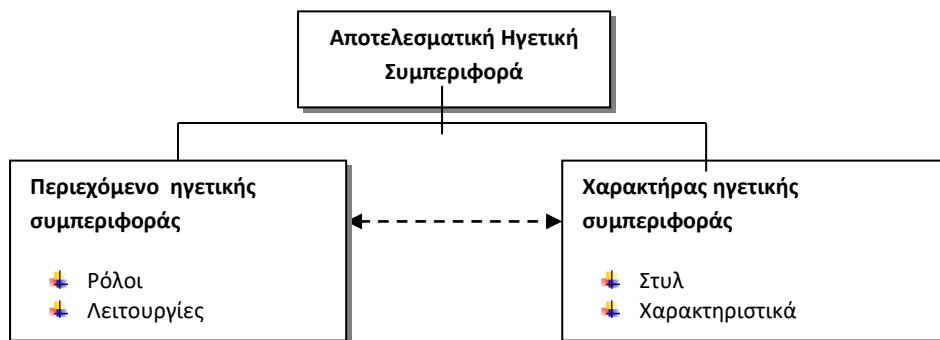 Αποτελεσματική Ηγετική
Συμπεριφορά
Περιεχόμενο ηγετικής
συμπεριφοράς
Ρόλοι
Λειτουργίες
Χαρακτήρας ηγετικής
συμπεριφοράς
Στυλ
Χαρακτηριστικά